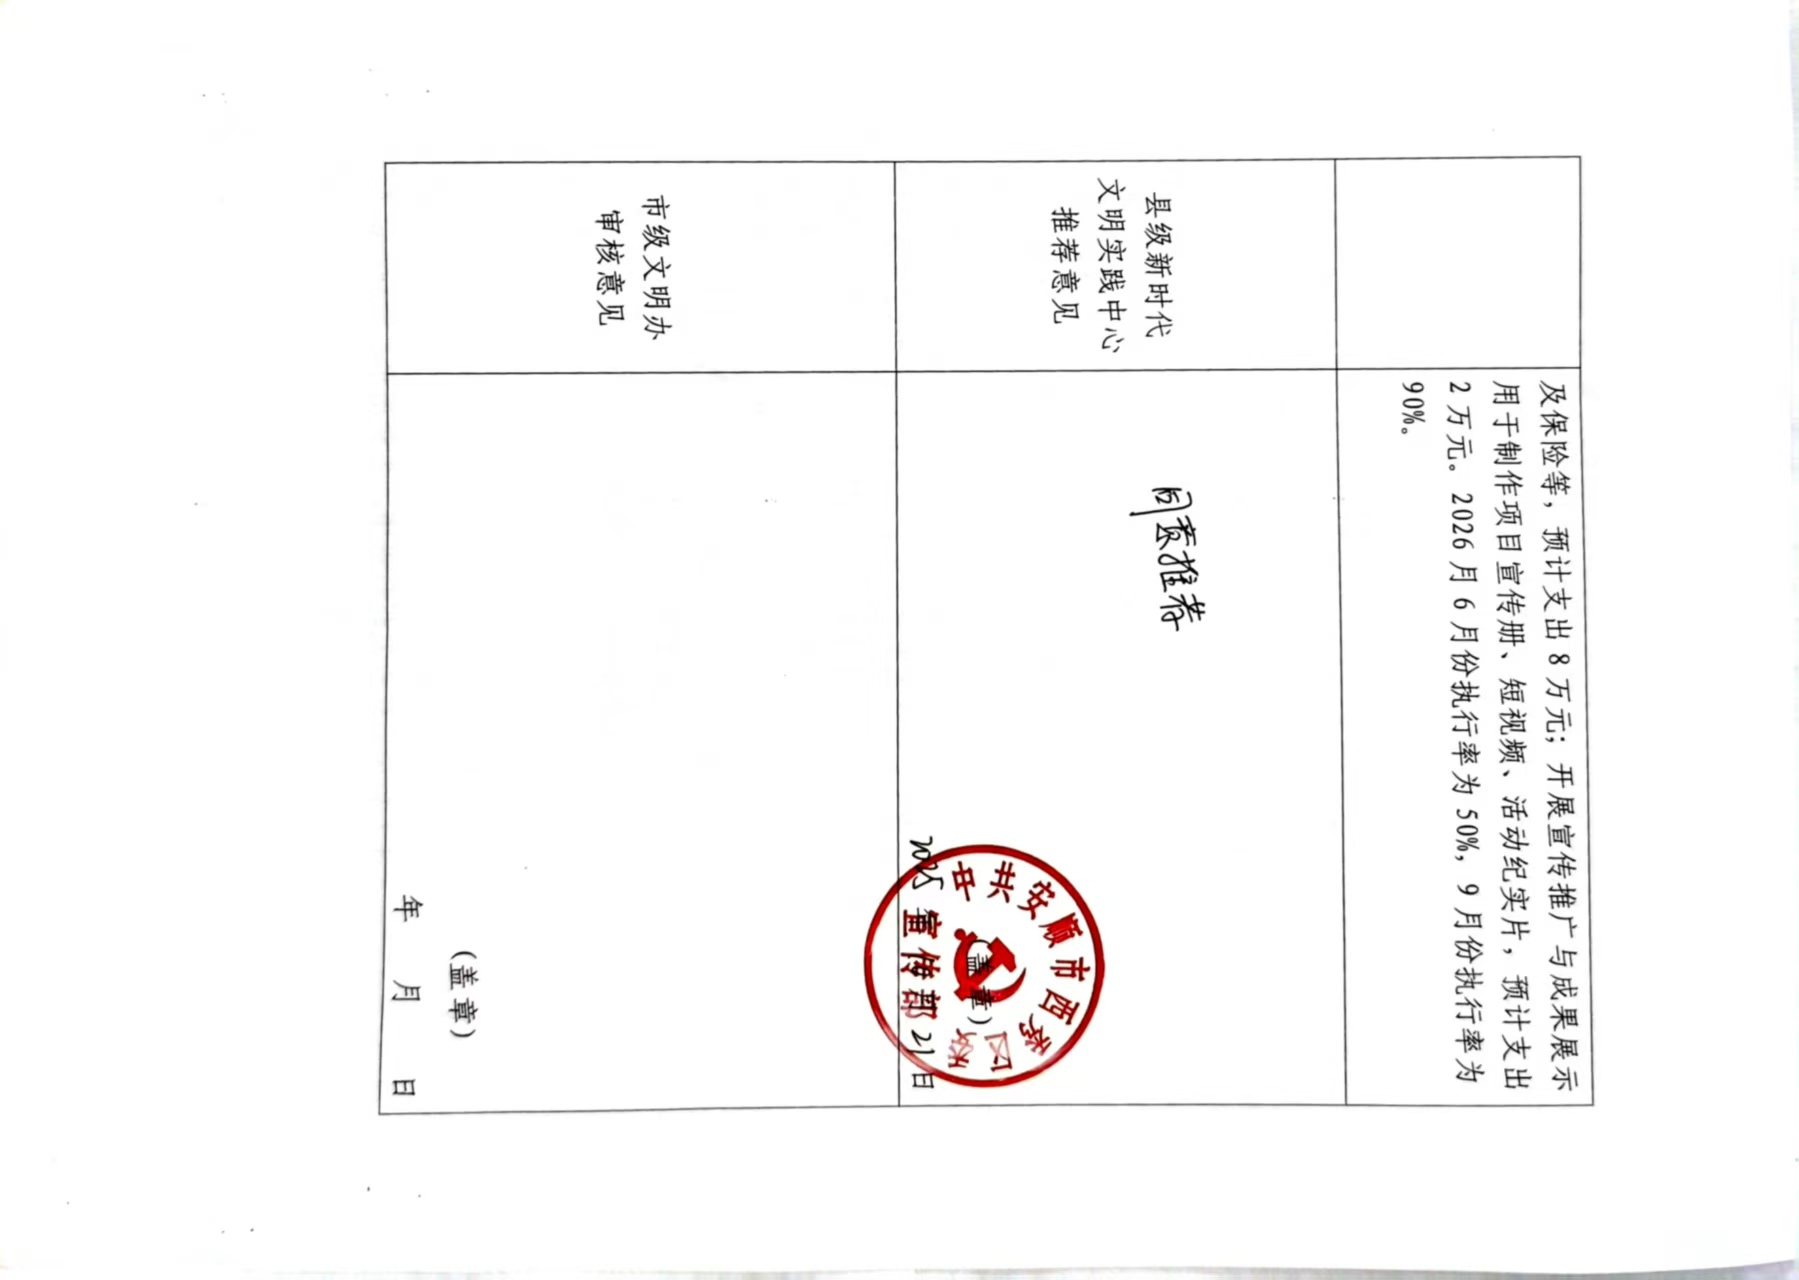 及保险等，预计支出 8 万元；开展宣传推广与成果展示
用于制作项目宣传册、短视频、活动纪实片，预计支出
2 万元。2026 月 6 月份执行率为 50%，9 月份执行率为
90%。
县级新时代
文明实践中心
推荐意见
同意推荐
（盖章）
2025 年 月 21 日
中共安顺市西秀区委
宣传部
市级文明办
审核意见
（盖章）
年 月 日